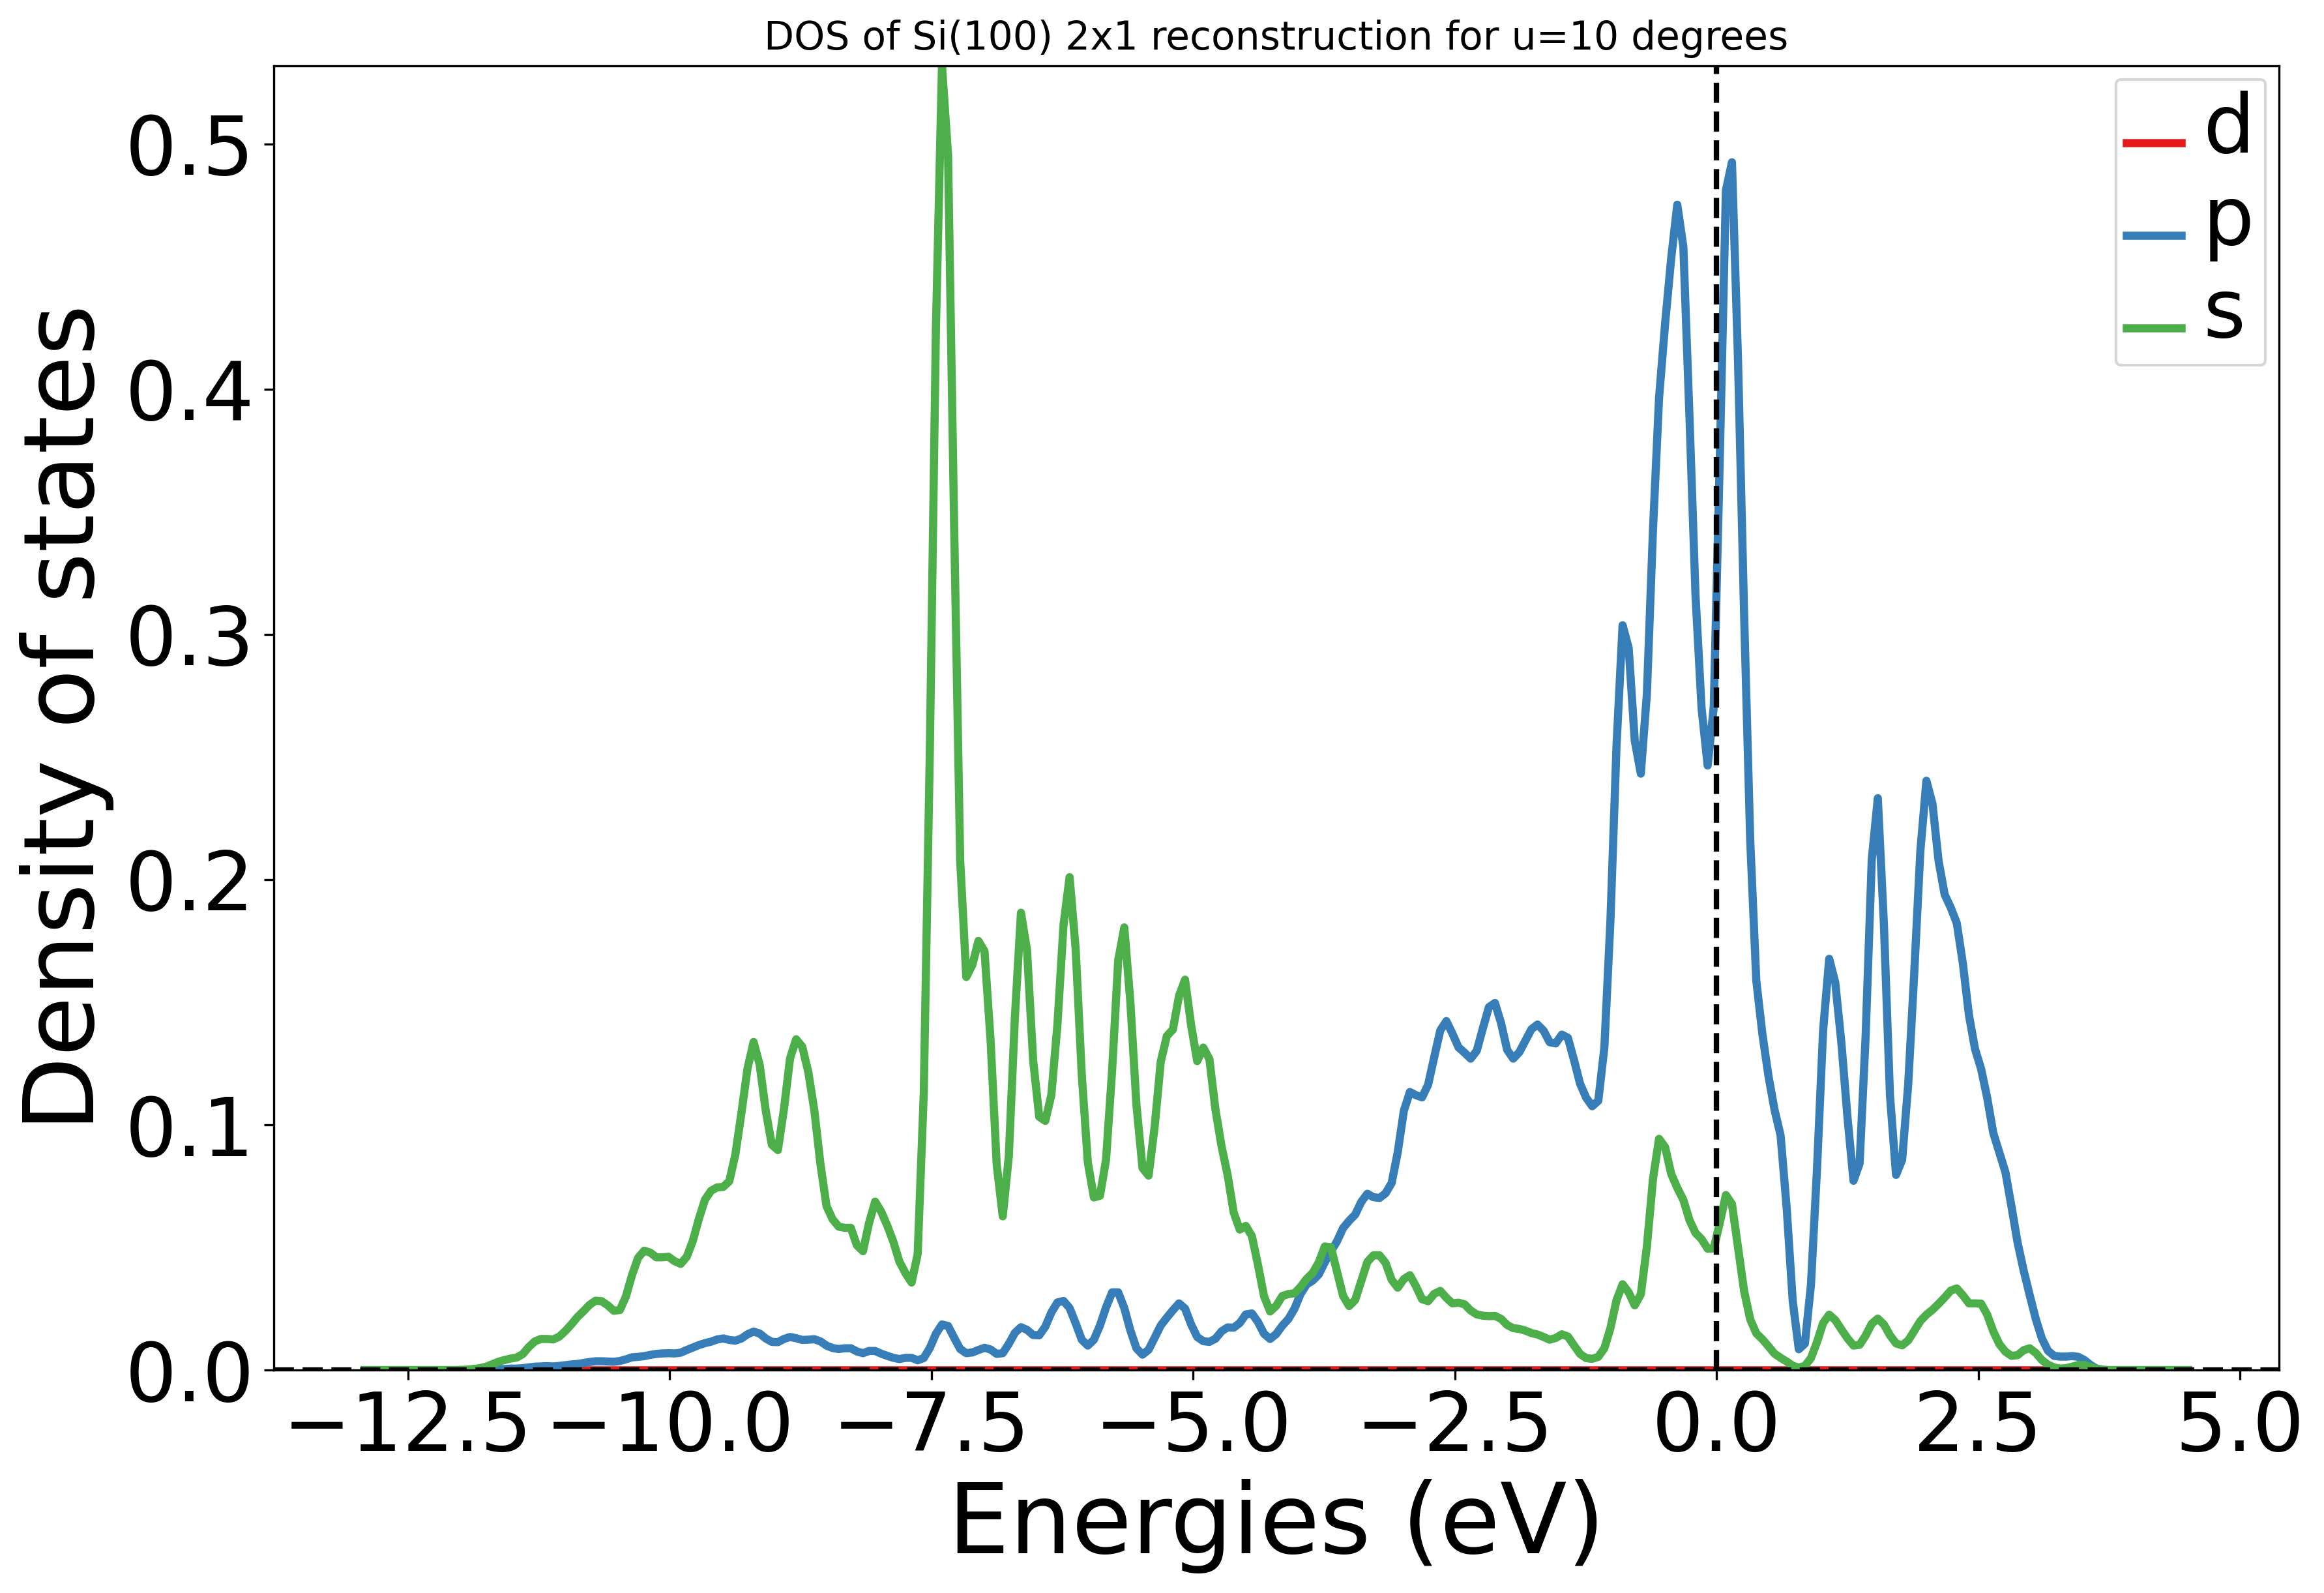 DOS of Si(100) 2x1 reconstruction for u=10 degrees
d
p
s
Density of states
0.5
0.4
0.3
0.2
0.1
0.0
−12.5 −10.0 −7.5 −5.0 −2.5 0.0 2.5 5.0
Energies (eV)